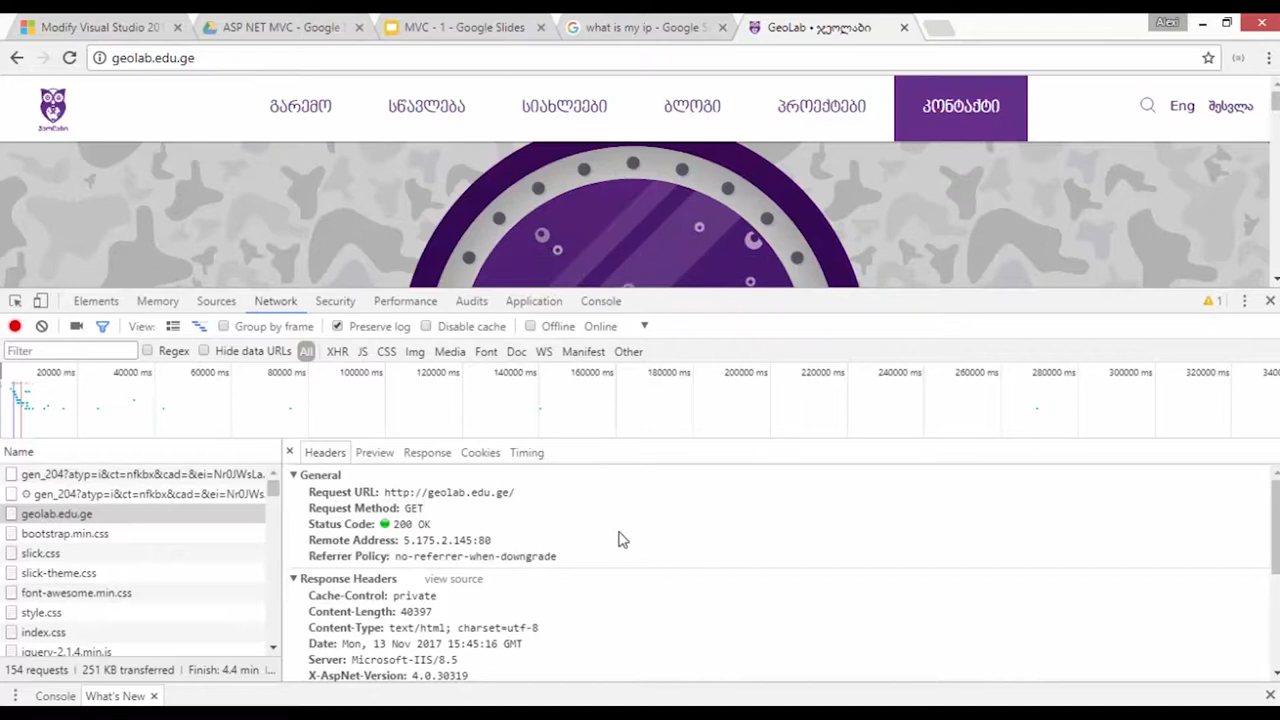 Modify Visual Studio 201
ASP NET MVC - Google
MVC - 1 - Google Slides
what is my ip - Google S
GeoLab • ჯეოლაბი
Alexi
geolab.edu.ge
ჯეოლაბი
გარემო
სწავლება
სიახლეები
ბლოგი
პროექტები
კონტაქტი
Eng
შესვლა
Elements
Memory
Sources
Network
Security
Performance
Audits
Application
Console
1
View:
Group by frame
Preserve log
Disable cache
Offline
Online
Filter
Regex
Hide data URLs
All
XHR
JS
CSS
Img
Media
Font
Doc
WS
Manifest
Other
20000 ms
40000 ms
60000 ms
80000 ms
100000 ms
120000 ms
140000 ms
160000 ms
180000 ms
200000 ms
220000 ms
240000 ms
260000 ms
280000 ms
300000 ms
320000 ms
340
Name
Headers
Preview
Response
Cookies
Timing
gen_204?atyp=i&ct=nfkbx&cad=&ei=Nr0JWsLa..
gen_204?atyp=i&ct=nfkbx&cad=&ei=Nr0JWs
geolab.edu.ge
bootstrap.min.css
slick.css
slick-theme.css
font-awesome.min.css
style.css
index.css
jquery-2.1.4.min.js
General
Request URL: http://geolab.edu.ge/
Request Method: GET
Status Code: 200 OK
Remote Address: 5.175.2.145:80
Referrer Policy: no-referrer-when-downgrade
Response Headers view source
Cache-Control: private
Content-Length: 40397
Content-Type: text/html; charset=utf-8
Date: Mon, 13 Nov 2017 15:45:16 GMT
Server: Microsoft-IIS/8.5
X-AspNet-Version: 4.0.30319
154 requests | 251 KB transferred | Finish: 4.4 min |...
Console
What's New